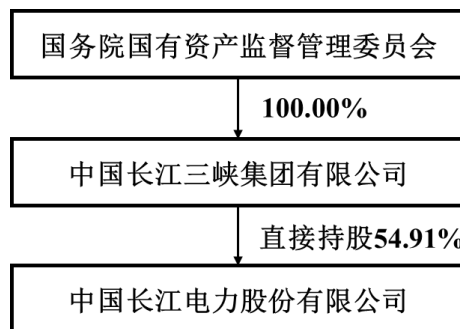 国务院国有资产监督管理委员会
100.00%
中国长江三峡集团有限公司
直接持股54.91%
中国长江电力股份有限公司